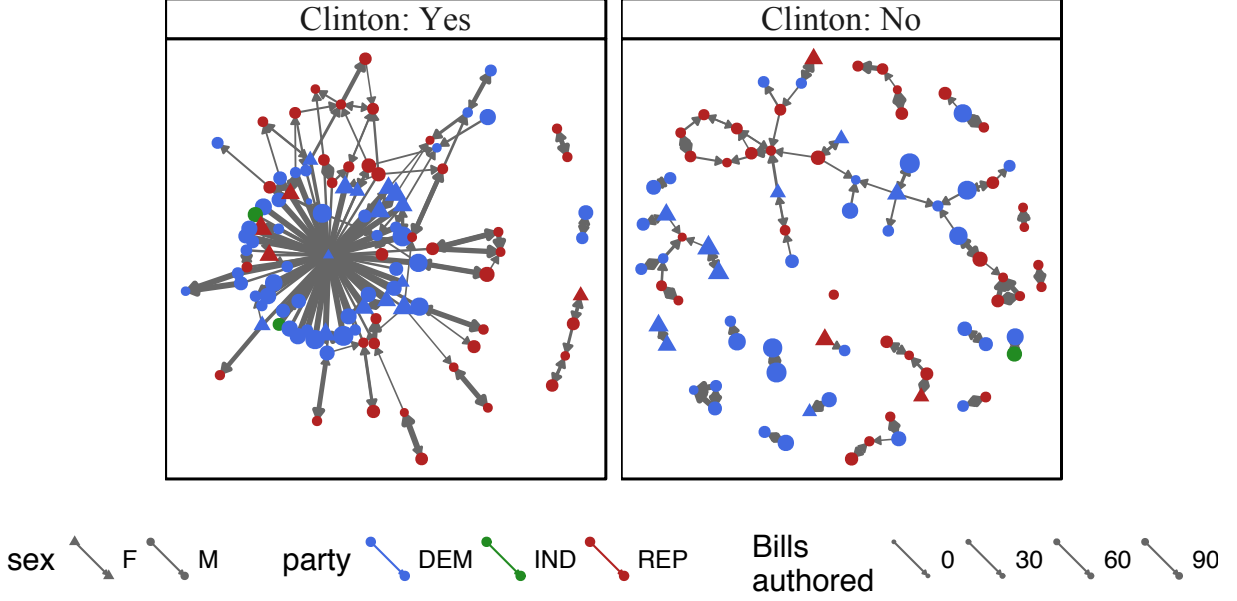 Clinton: Yes
Clinton: No
sex F M party DEM IND REP Bills authored 0 30 60 90